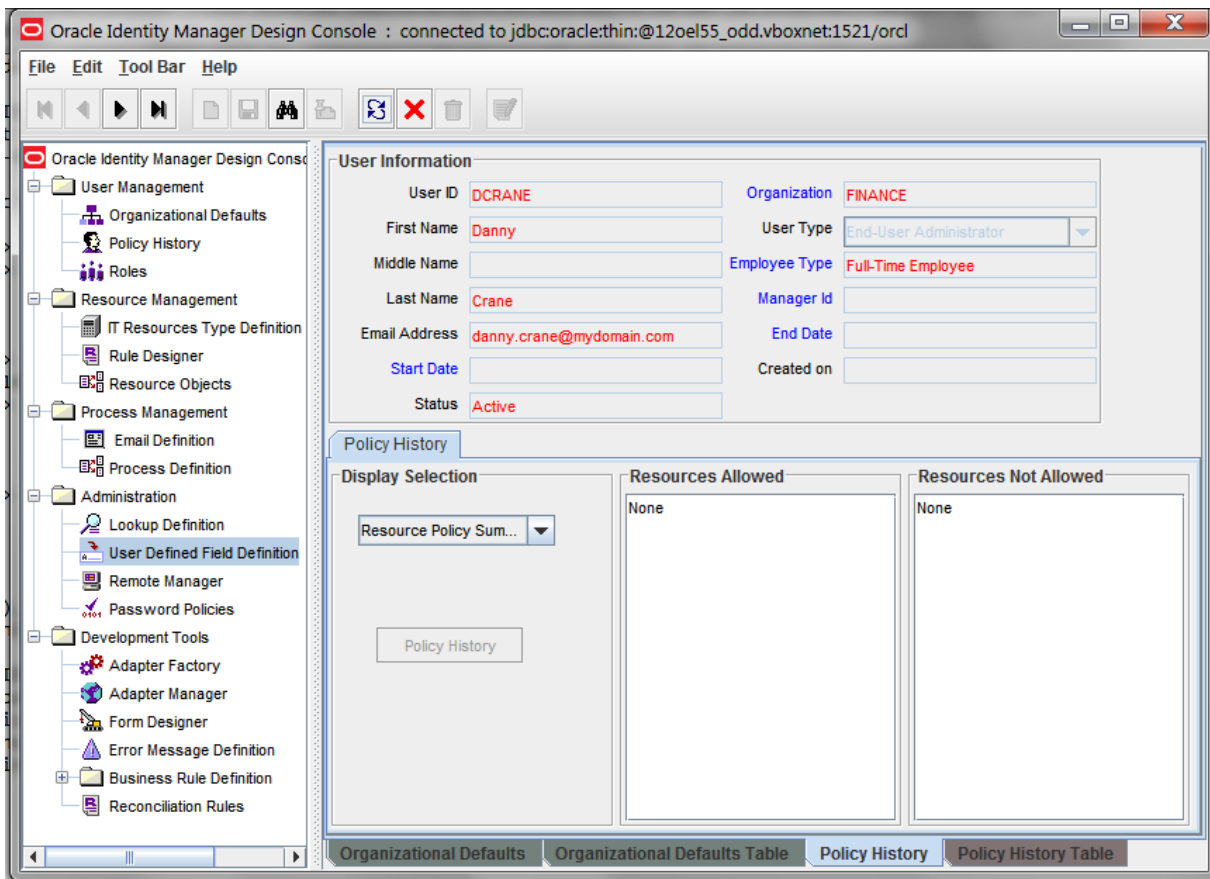 Oracle Identity Manager Design Console : connected to jdbc:oracle:thin:@12oel55_odd.vboxnet:1521/orcl
File Edit Tool Bar Help
Oracle Identity Manager Design Conso
User Management
Organizational Defaults
Policy History
Roles
Resource Management
IT Resources Type Definition
Rule Designer
Resource Objects
Process Management
Email Definition
Process Definition
Administration
Lookup Definition
User Defined Field Definition
Remote Manager
Password Policies
Development Tools
Adapter Factory
Adapter Manager
Form Designer
Error Message Definition
Business Rule Definition
Reconciliation Rules
User Information
User ID DCRANE Organization FINANCE
First Name Danny User Type End-User Administrator
Middle Name Employee Type Full-Time Employee
Last Name Crane Manager Id
Email Address danny.crane@mydomain.com End Date
Start Date Created on
Status Active
Policy History
Display Selection Resources Allowed Resources Not Allowed
Resource Policy Sum... None None
Policy History
Organizational Defaults Organizational Defaults Table Policy History Policy History Table